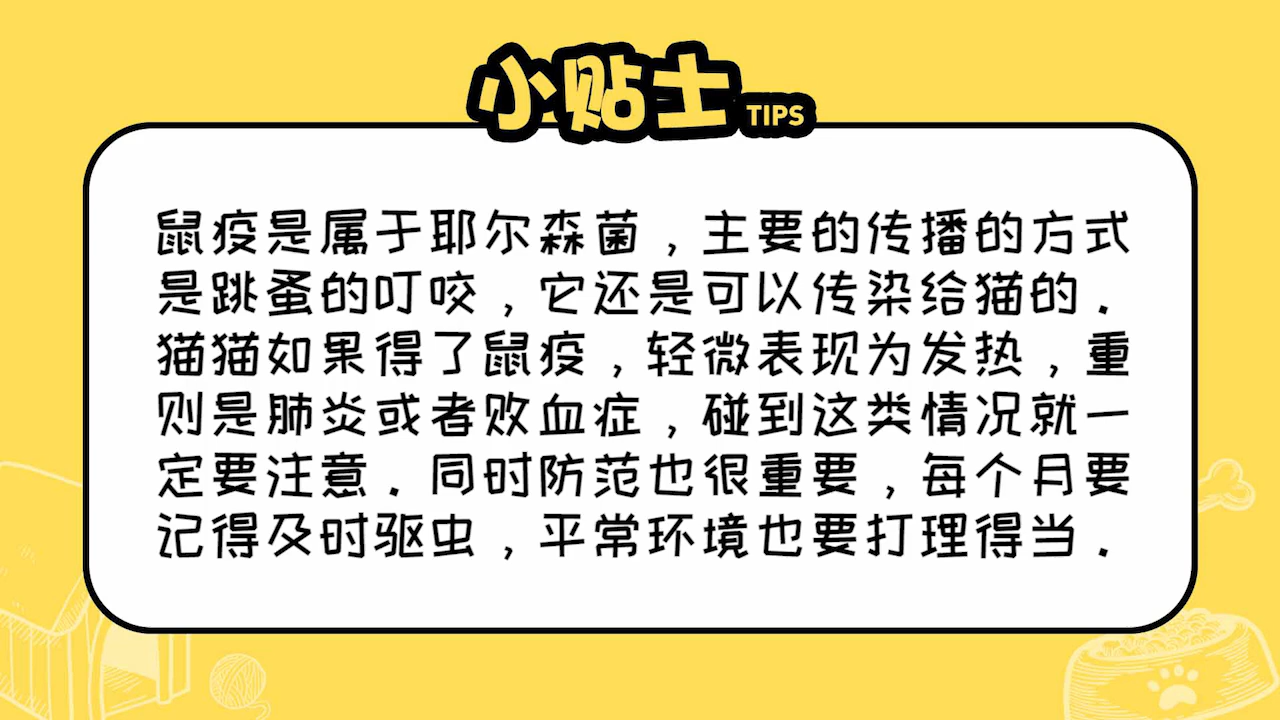 小贴士 TIPS
鼠疫是属于耶尔森菌，主要的传播的方式
是跳蚤的叮咬，它还是可以传染给猫的．
猫猫如果得了鼠疫，轻微表现为发热，重
则是肺炎或者败血症，碰到这类情况就一
定要注意．同时防范也很重要，每个月要
记得及时驱虫，平常环境也要打理得当．